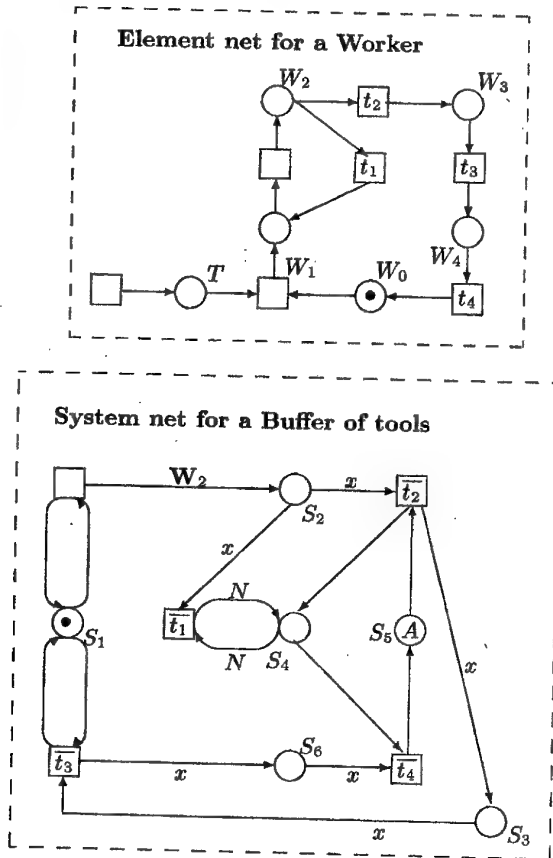 Element net for a Worker
W₂
t₂
W₃
t₁
t₃
W₄
T
W₁
W₀
t₄
System net for a Buffer of tools
W₂
x
t̅₂
S₂
x
N
t̅₁
S₁
N
S₄
S₅
A
x
t̅₃
x
S₆
x
t̅₄
x
S₃